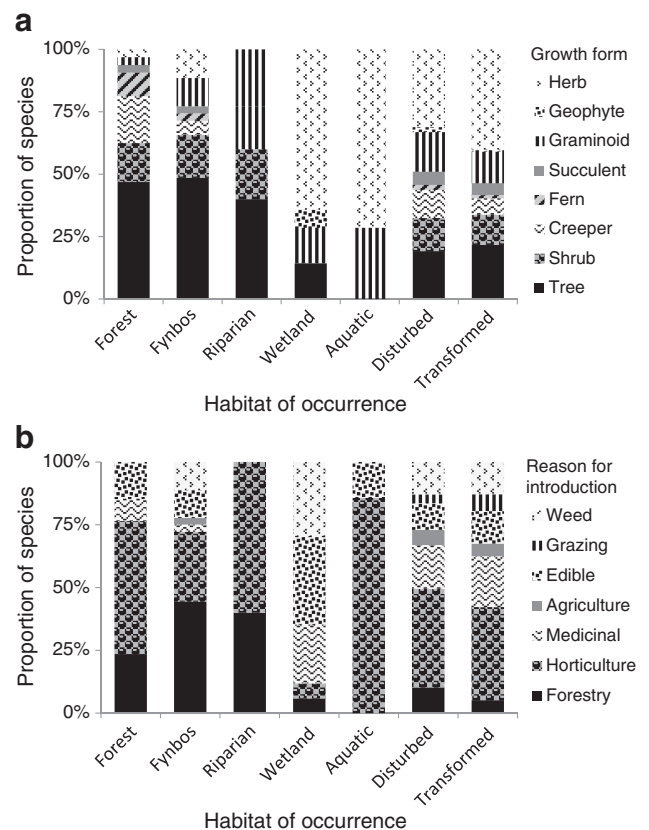 a
100%
75%
50%
25%
0%
Proportion of species
Forest
Fynbos
Riparian
Wetland
Aquatic
Disturbed
Transformed
Habitat of occurrence
Growth form
Herb
Geophyte
Graminoid
Succulent
Fern
Creeper
Shrub
Tree
b
100%
75%
50%
25%
0%
Proportion of species
Forest
Fynbos
Riparian
Wetland
Aquatic
Disturbed
Transformed
Habitat of occurrence
Reason for
introduction
Weed
Grazing
Edible
Agriculture
Medicinal
Horticulture
Forestry